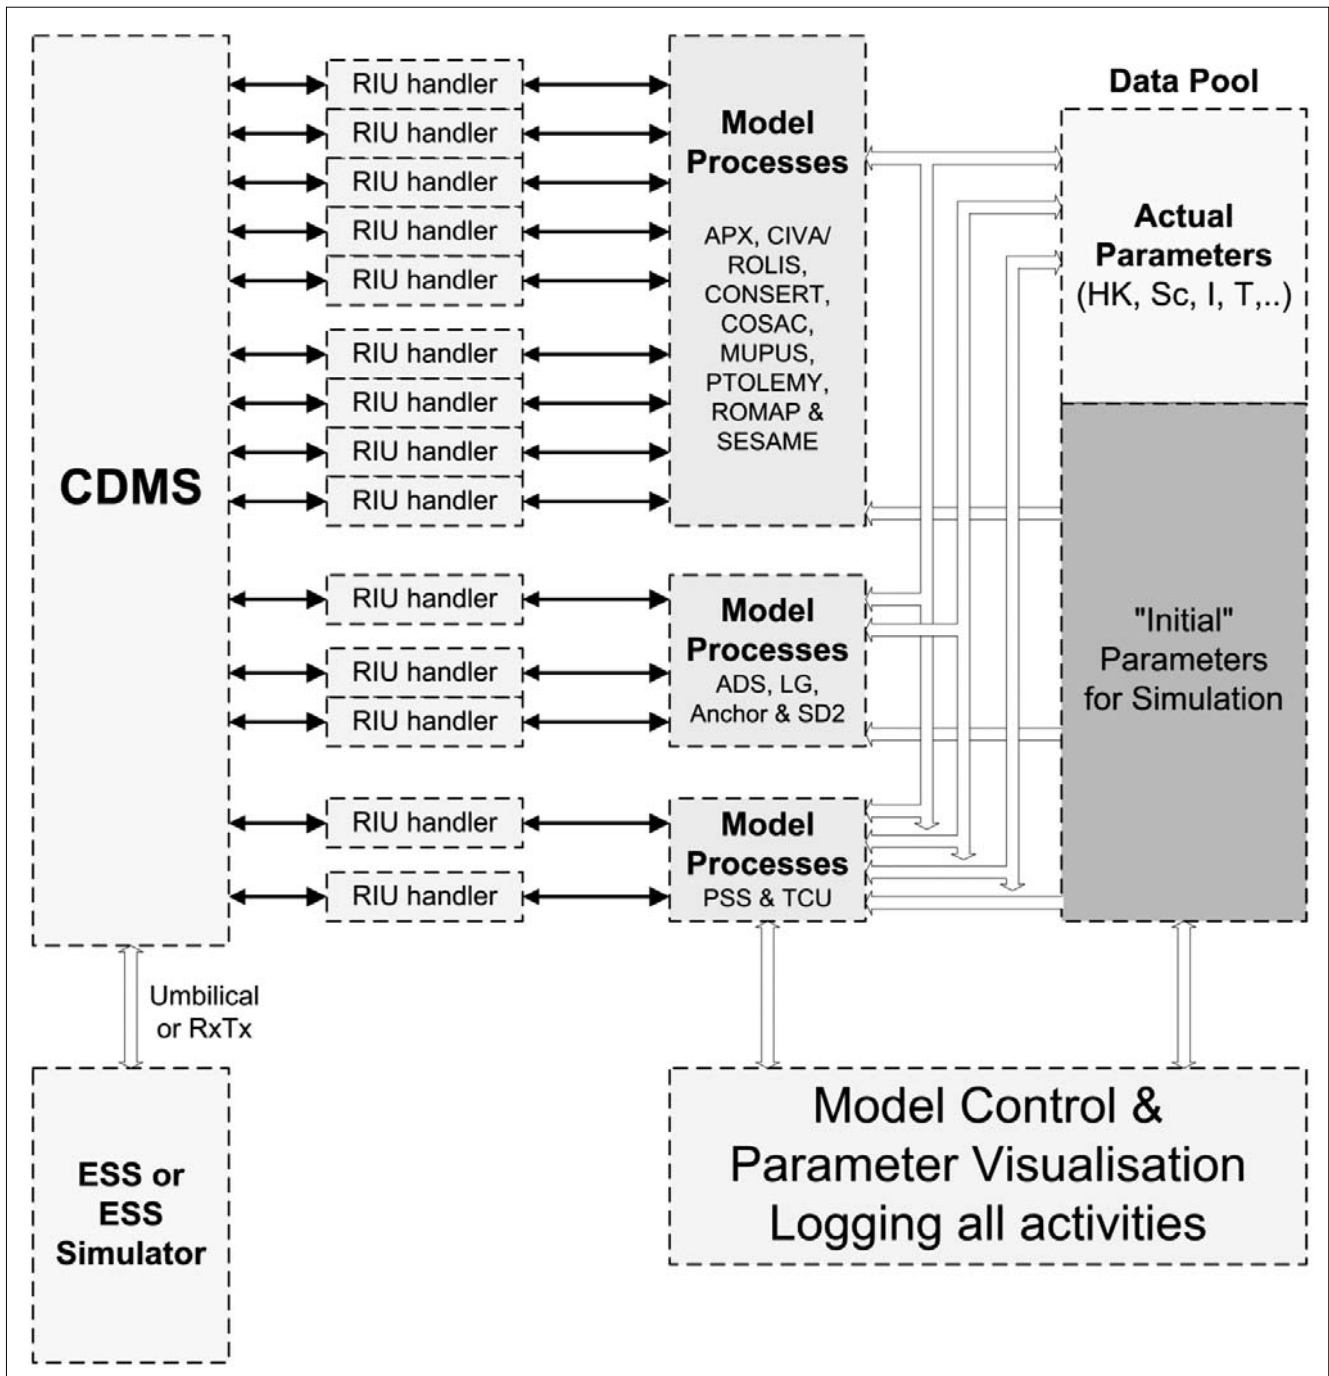 CDMS
RIU handler
RIU handler
RIU handler
RIU handler
RIU handler
RIU handler
RIU handler
RIU handler
RIU handler
RIU handler
RIU handler
RIU handler
RIU handler
RIU handler
Model
Processes
APX, CIVA/
ROLIS,
CONSERT,
COSAC,
MUPUS,
PTOLEMY,
ROMAP &
SESAME
Model
Processes
ADS, LG,
Anchor & SD2
Model
Processes
PSS & TCU
Data Pool
Actual
Parameters
(HK, Sc, I, T,..)
"Initial"
Parameters
for Simulation
Umbilical
or RxTx
ESS or
ESS
Simulator
Model Control &
Parameter Visualisation
Logging all activities